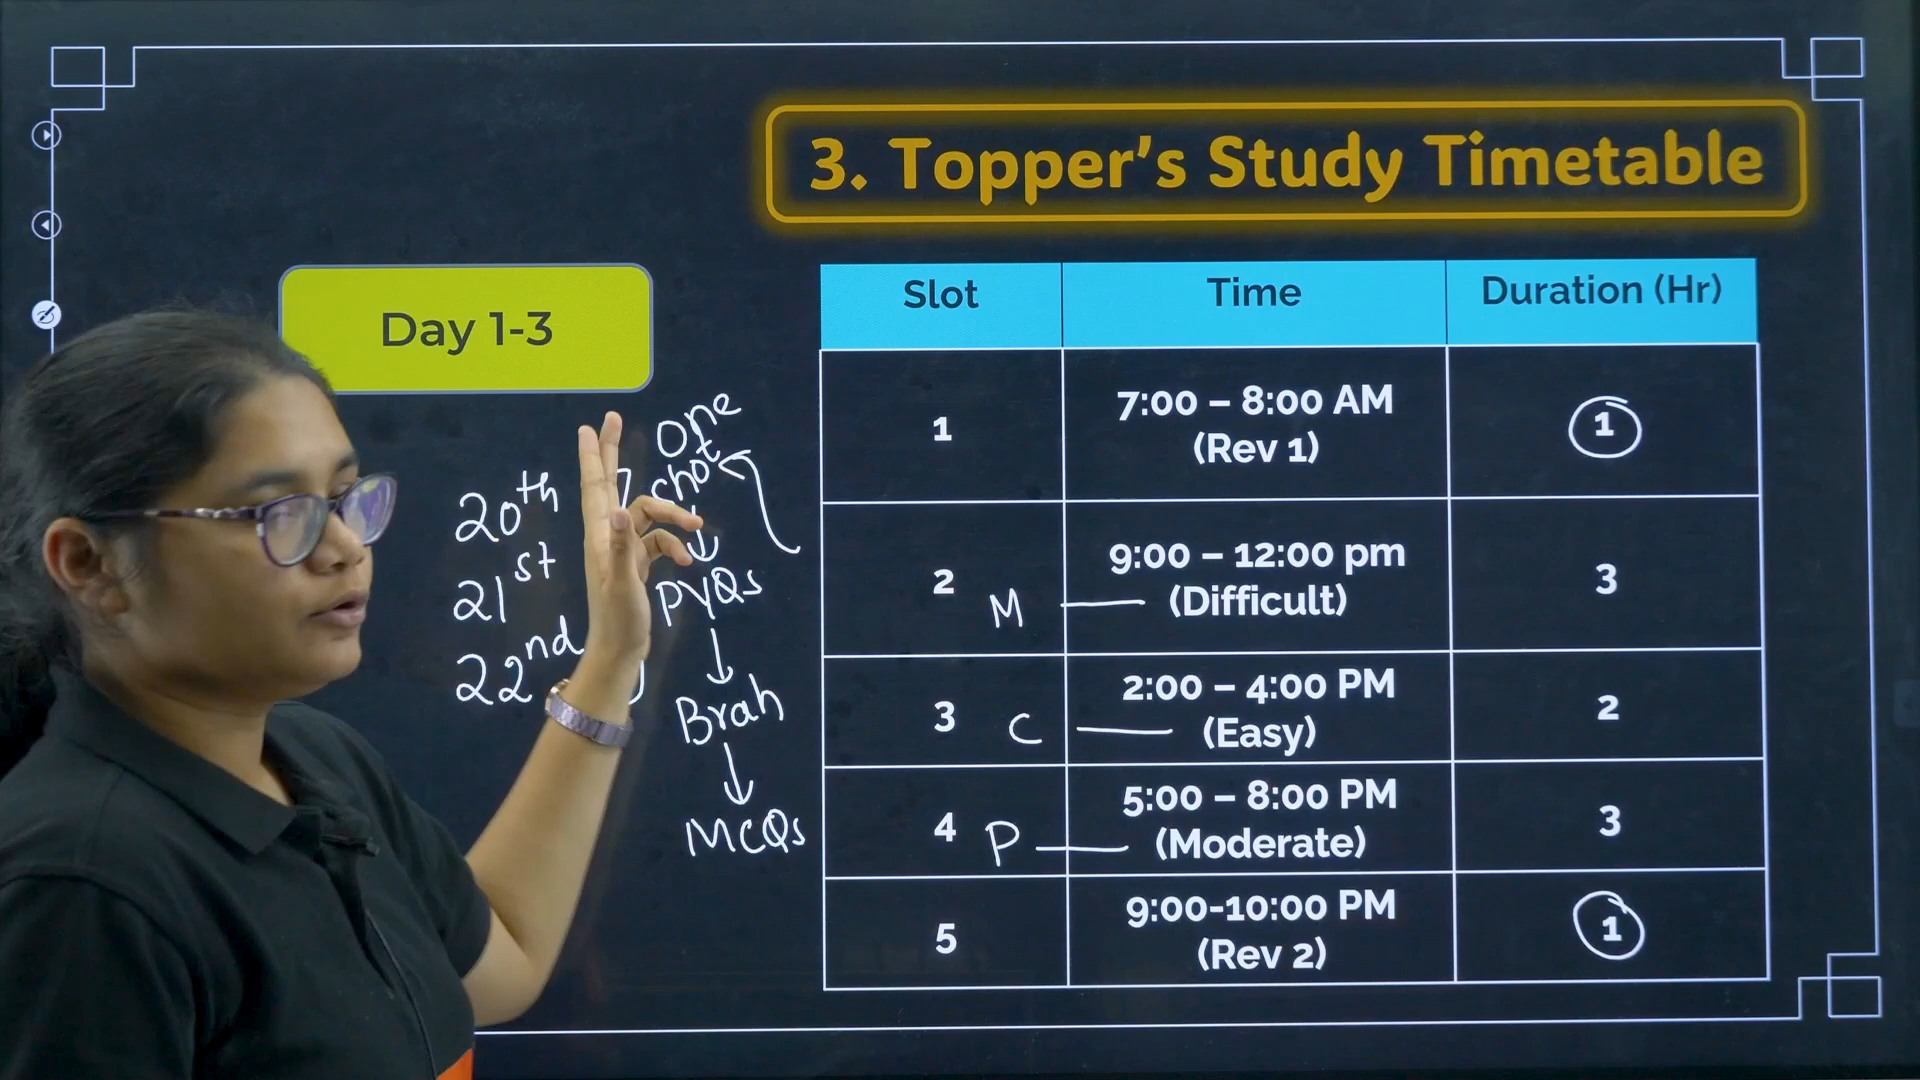 3. Topper's Study Timetable
Day 1-3
20th
21st
22nd
One
shot
PYQs
Brah
MCQs
Slot Time Duration (Hr)
1 7:00 – 8:00 AM (Rev 1) 1
2 M 9:00 – 12:00 pm (Difficult) 3
3 C 2:00 – 4:00 PM (Easy) 2
4 P 5:00 – 8:00 PM (Moderate) 3
5 9:00-10:00 PM (Rev 2) 1